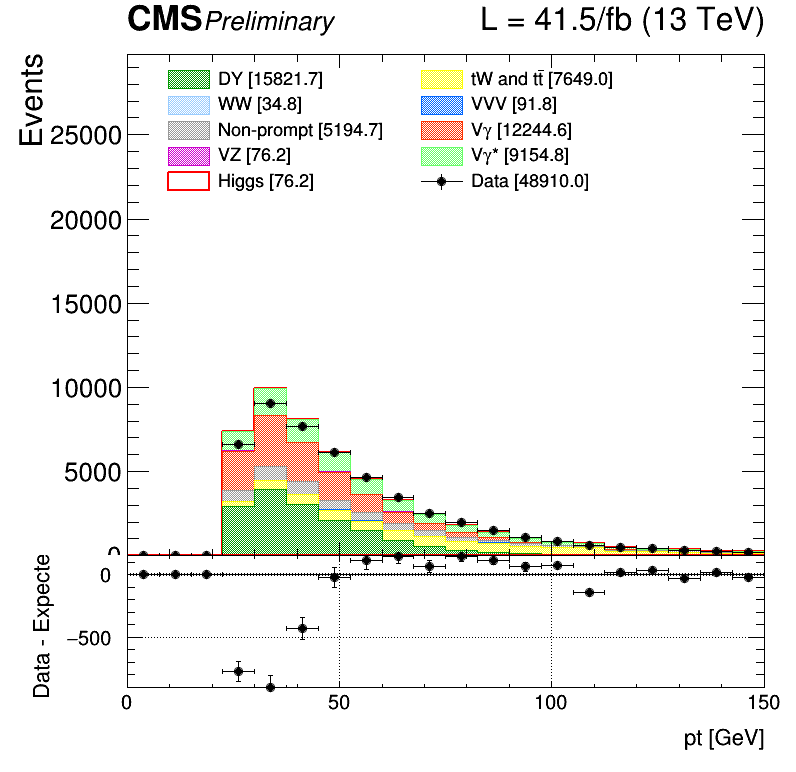 CMS Preliminary L = 41.5/fb (13 TeV)
Events
DY [15821.7] tW and tt̄ [7649.0]
WW [34.8] VVV [91.8]
Non-prompt [5194.7] Vγ [12244.6]
VZ [76.2] Vγ* [9154.8]
Higgs [76.2] Data [48910.0]
25000
20000
15000
10000
5000
0
Data - Expecte
0
−500
0 50 100 150
pt [GeV]